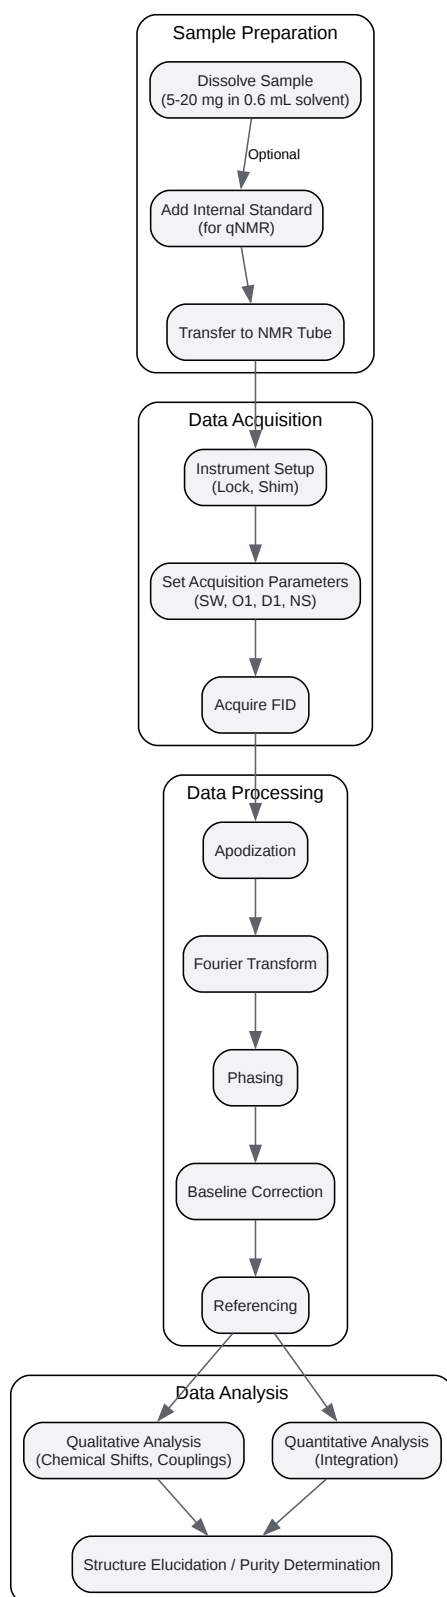 Sample Preparation
Dissolve Sample
(5-20 mg in 0.6 mL solvent)
Optional
Add Internal Standard
(for qNMR)
Transfer to NMR Tube
Data Acquisition
Instrument Setup
(Lock, Shim)
Set Acquisition Parameters
(SW, O1, D1, NS)
Acquire FID
Data Processing
Apodization
Fourier Transform
Phasing
Baseline Correction
Referencing
Data Analysis
Qualitative Analysis
(Chemical Shifts, Couplings)
Quantitative Analysis
(Integration)
Structure Elucidation / Purity Determination